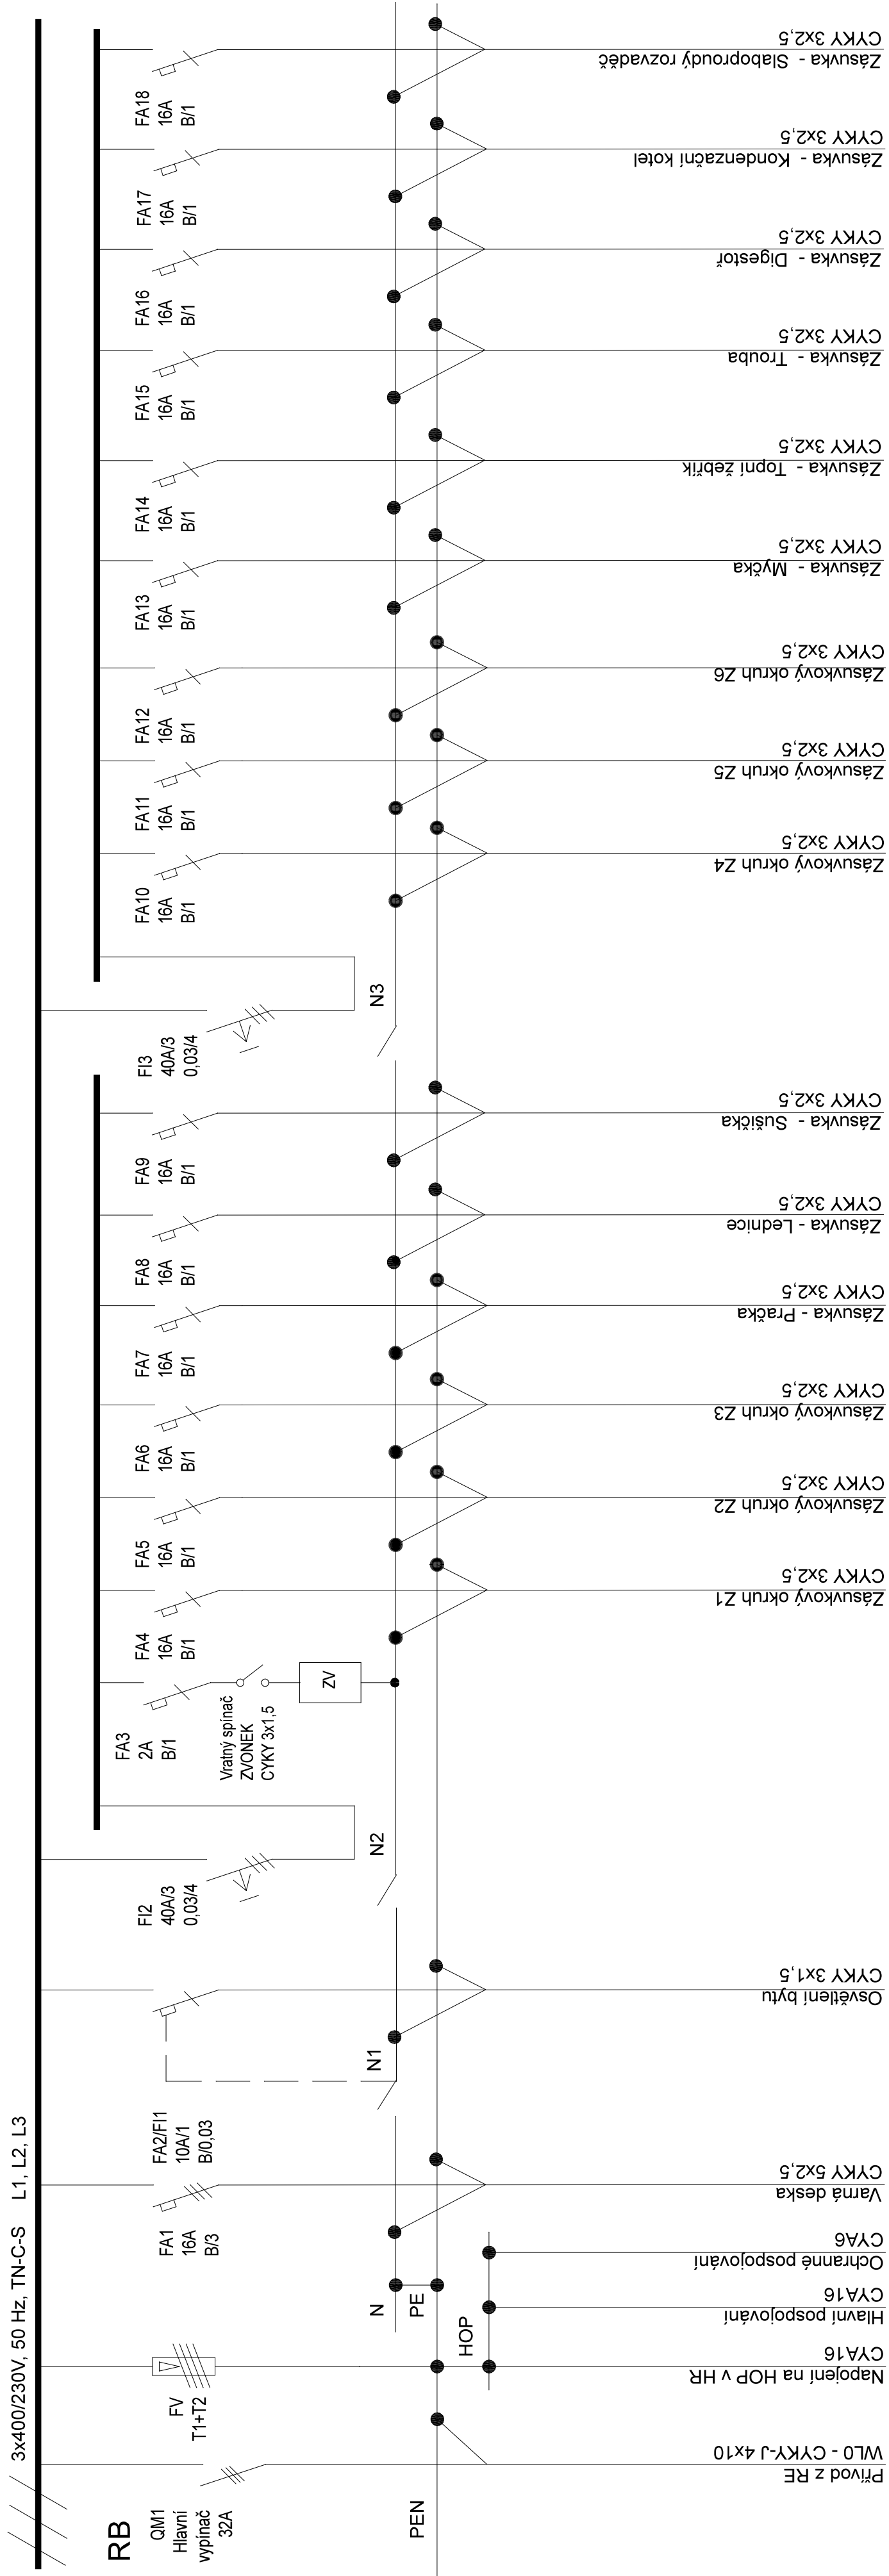 3x400/230V, 50 Hz, TN-C-S L1, L2, L3
RB
QM1
Hlavní
vypínač
32A
PEN
Přívod z RE
WL0 - CYKY-J 4x10
FV
T1+T2
Napojení na HOP v HR
CYA16
HOP
Hlavní pospojování
CYA16
Ochranné pospojování
CYA6
N
PE
FA1
16A
B/3
Varná deska
CYKY 5x2,5
FA2/FI1
10A/1
B/0,03
N1
Osvětlení bytu
CYKY 3x1,5
FI2
40A/3
0,03/4
N2
FA3
2A
B/1
Vratný spínač
ZVONEK
CYKY 3x1,5
ZV
FA4
16A
B/1
Zásuvkový okruh Z1
CYKY 3x2,5
FA5
16A
B/1
Zásuvkový okruh Z2
CYKY 3x2,5
FA6
16A
B/1
Zásuvkový okruh Z3
CYKY 3x2,5
FA7
16A
B/1
Zásuvka - Pračka
CYKY 3x2,5
FA8
16A
B/1
Zásuvka - Lednice
CYKY 3x2,5
FA9
16A
B/1
Zásuvka - Sušička
CYKY 3x2,5
FI3
40A/3
0,03/4
N3
FA10
16A
B/1
Zásuvkový okruh Z4
CYKY 3x2,5
FA11
16A
B/1
Zásuvkový okruh Z5
CYKY 3x2,5
FA12
16A
B/1
Zásuvkový okruh Z6
CYKY 3x2,5
FA13
16A
B/1
Zásuvka - Myčka
CYKY 3x2,5
FA14
16A
B/1
Zásuvka - Topní žebřík
CYKY 3x2,5
FA15
16A
B/1
Zásuvka - Trouba
CYKY 3x2,5
FA16
16A
B/1
Zásuvka - Digestoř
CYKY 3x2,5
FA17
16A
B/1
Zásuvka - Kondenzační kotel
CYKY 3x2,5
FA18
16A
B/1
Zásuvka - Slaboproudý rozvaděč
CYKY 3x2,5